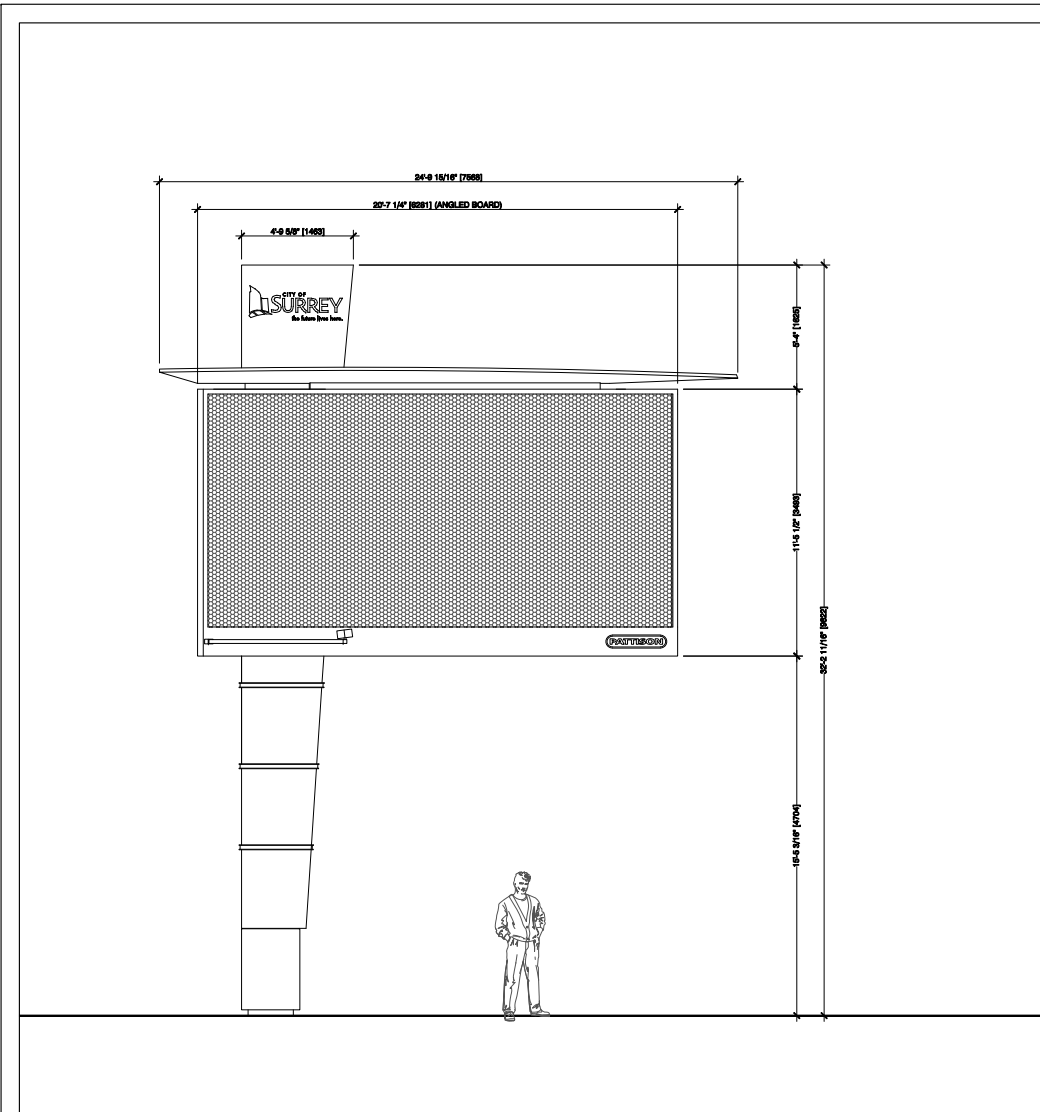 24'-9 15/16" [7568]
20'-7 1/4" [6281] (ANGLED BOARD)
4'-9 5/8" [1463]
CITY OF
SURREY
the future lives here.
5'-4" [1625]
11'-5 1/2" [3493]
32'-2 11/16" [9822]
PATTISON
15'-5 3/16" [4704]